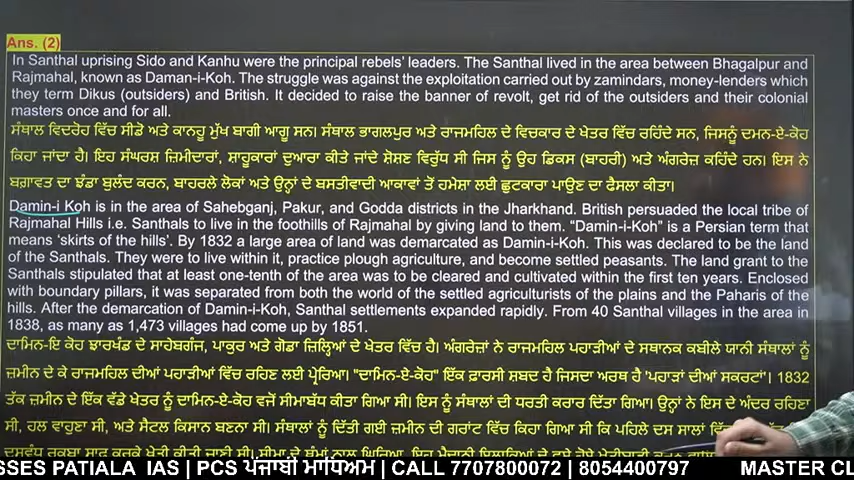 Ans. (2)
In Santhal uprising Sido and Kanhu were the principal rebels' leaders. The Santhal lived in the area between Bhagalpur and
Rajmahal, known as Daman-i-Koh. The struggle was against the exploitation carried out by zamindars, money-lenders which
they term Dikus (outsiders) and British. It decided to raise the banner of revolt, get rid of the outsiders and their colonial
masters once and for all.
ਸੰਥਾਲ ਵਿਦਰੋਹ ਵਿੱਚ ਸੀਡੋ ਅਤੇ ਕਾਨਹੂ ਮੁੱਖ ਬਾਗੀ ਆਗੂ ਸਨ। ਸੰਥਾਲ ਭਾਗਲਪੁਰ ਅਤੇ ਰਾਜਮਹਿਲ ਦੇ ਵਿਚਕਾਰ ਦੇ ਖੇਤਰ ਵਿੱਚ ਰਹਿੰਦੇ ਸਨ, ਜਿਸਨੂੰ ਦਮਨ-ਏ-ਕੋਹ
ਕਿਹਾ ਜਾਂਦਾ ਹੈ। ਇਹ ਸੰਘਰਸ਼ ਜ਼ਿਮੀਦਾਰਾਂ, ਸ਼ਾਹੂਕਾਰਾਂ ਦੁਆਰਾ ਕੀਤੇ ਜਾਂਦੇ ਸ਼ੋਸ਼ਣ ਵਿਰੁੱਧ ਸੀ ਜਿਸ ਨੂੰ ਉਹ ਡਿਕਸ (ਬਾਹਰੀ) ਅਤੇ ਅੰਗਰੇਜ਼ ਕਹਿੰਦੇ ਹਨ। ਇਸ ਨੇ
ਬਗ਼ਾਵਤ ਦਾ ਝੰਡਾ ਬੁਲੰਦ ਕਰਨ, ਬਾਹਰਲੇ ਲੋਕਾਂ ਅਤੇ ਉਨ੍ਹਾਂ ਦੇ ਬਸਤੀਵਾਦੀ ਆਕਾਵਾਂ ਤੋਂ ਹਮੇਸ਼ਾ ਲਈ ਛੁਟਕਾਰਾ ਪਾਉਣ ਦਾ ਫੈਸਲਾ ਕੀਤਾ।
Damin-i Koh is in the area of Sahebganj, Pakur, and Godda districts in the Jharkhand. British persuaded the local tribe of
Rajmahal Hills i.e. Santhals to live in the foothills of Rajmahal by giving land to them. "Damin-i-Koh" is a Persian term that
means 'skirts of the hills'. By 1832 a large area of land was demarcated as Damin-i-Koh. This was declared to be the land
of the Santhals. They were to live within it, practice plough agriculture, and become settled peasants. The land grant to the
Santhals stipulated that at least one-tenth of the area was to be cleared and cultivated within the first ten years. Enclosed
with boundary pillars, it was separated from both the world of the settled agriculturists of the plains and the Paharis of the
hills. After the demarcation of Damin-i-Koh, Santhal settlements expanded rapidly. From 40 Santhal villages in the area in
1838, as many as 1,473 villages had come up by 1851.
ਦਾਮਿਨ-ਇ ਕੋਹ ਝਾਰਖੰਡ ਦੇ ਸਾਹੇਬਗੰਜ, ਪਾਕੁਰ ਅਤੇ ਗੋਡਾ ਜ਼ਿਲ੍ਹਿਆਂ ਦੇ ਖੇਤਰ ਵਿੱਚ ਹੈ। ਅੰਗਰੇਜ਼ਾਂ ਨੇ ਰਾਜਮਹਿਲ ਪਹਾੜੀਆਂ ਦੇ ਸਥਾਨਕ ਕਬੀਲੇ ਯਾਨੀ ਸੰਥਾਲਾਂ ਨੂੰ
ਜ਼ਮੀਨ ਦੇ ਕੇ ਰਾਜਮਹਿਲ ਦੀਆਂ ਪਹਾੜੀਆਂ ਵਿੱਚ ਰਹਿਣ ਲਈ ਪ੍ਰੇਰਿਆ। "ਦਾਮਿਨ-ਏ-ਕੋਹ" ਇੱਕ ਫ਼ਾਰਸੀ ਸ਼ਬਦ ਹੈ ਜਿਸਦਾ ਅਰਥ ਹੈ 'ਪਹਾੜਾਂ ਦੀਆਂ ਸਕਰਟਾਂ'। 1832
ਤੱਕ ਜ਼ਮੀਨ ਦੇ ਇੱਕ ਵੱਡੇ ਖੇਤਰ ਨੂੰ ਦਾਮਿਨ-ਏ-ਕੋਹ ਵਜੋਂ ਸੀਮਾਬੱਧ ਕੀਤਾ ਗਿਆ ਸੀ। ਇਸ ਨੂੰ ਸੰਥਾਲਾਂ ਦੀ ਧਰਤੀ ਕਰਾਰ ਦਿੱਤਾ ਗਿਆ। ਉਨ੍ਹਾਂ ਨੇ ਇਸ ਦੇ ਅੰਦਰ ਰਹਿਣਾ
ਸੀ, ਹਲ ਵਾਹੁਣਾ ਸੀ, ਅਤੇ ਸੈਟਲ ਕਿਸਾਨ ਬਣਨਾ ਸੀ। ਸੰਥਾਲਾਂ ਨੂੰ ਦਿੱਤੀ ਗਈ ਜ਼ਮੀਨ ਦੀ ਗਰਾਂਟ ਵਿੱਚ ਕਿਹਾ ਗਿਆ ਸੀ ਕਿ ਪਹਿਲੇ ਦਸ ਸਾਲਾਂ
ਦਸਵੰਧ ਰਕਬਾ ਸਾਫ਼ ਕਰਕੇ ਖੇਤੀ ਕੀਤੀ ਜਾਣੀ ਸੀ।
SSES PATIALA IAS | PCS ਪੰਜਾਬੀ ਮਾਧਿਅਮ | CALL 7707800072 | 8054400797 MASTER CL